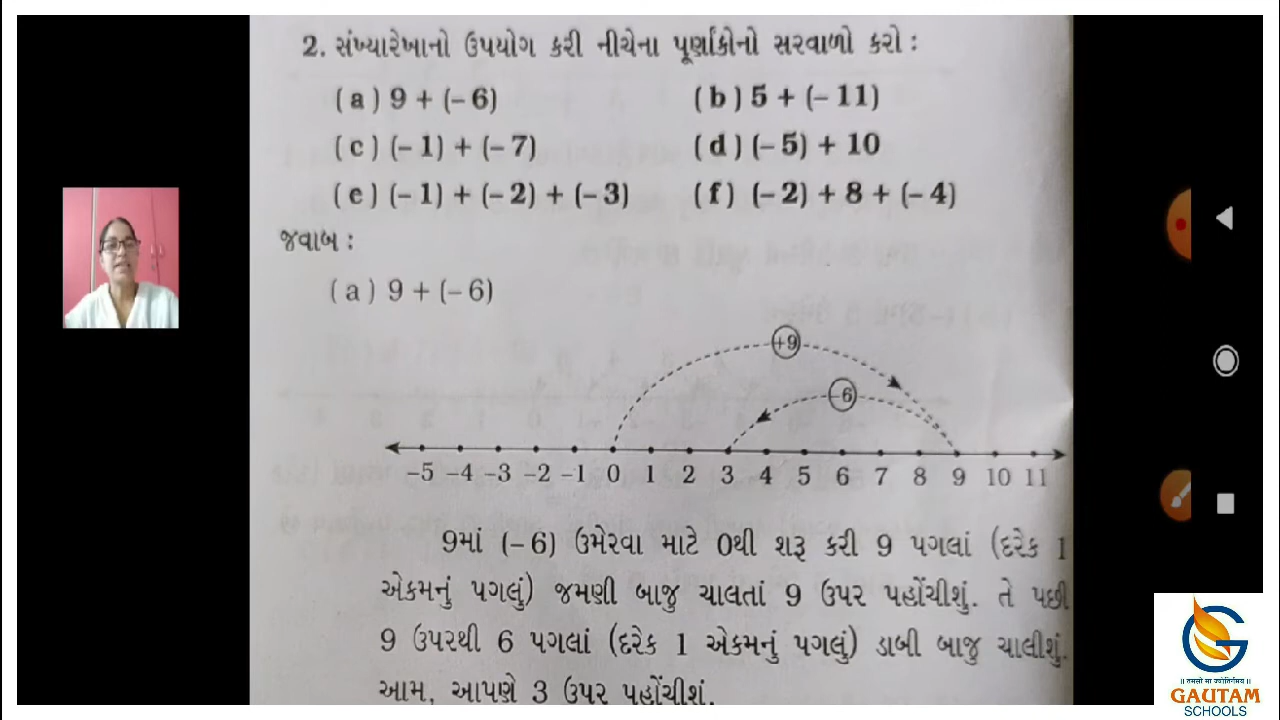 2. સંખ્યારેખાનો ઉપયોગ કરી નીચેના પૂર્ણાંકોનો સરવાળો કરો :
(a) 9 + (– 6) (b) 5 + (– 11)
(c) (– 1) + (– 7) (d) (– 5) + 10
(e) (– 1) + (– 2) + (– 3) (f) (– 2) + 8 + (– 4)
જવાબ :
(a) 9 + (– 6)
+9
–6
–5 –4 –3 –2 –1 0 1 2 3 4 5 6 7 8 9 10 11
9માં (– 6) ઉમેરવા માટે 0થી શરૂ કરી 9 પગલાં (દરેક 1
એકમનું પગલું) જમણી બાજુ ચાલતાં 9 ઉપર પહોંચીશું. તે પછી
9 ઉપરથી 6 પગલાં (દરેક 1 એકમનું પગલું) ડાબી બાજુ ચાલીશું.
આમ, આપણે 3 ઉપર પહોંચીશું.
॥ तमसो मा ज्योतिर्गमय ॥
GAUTAM
SCHOOLS